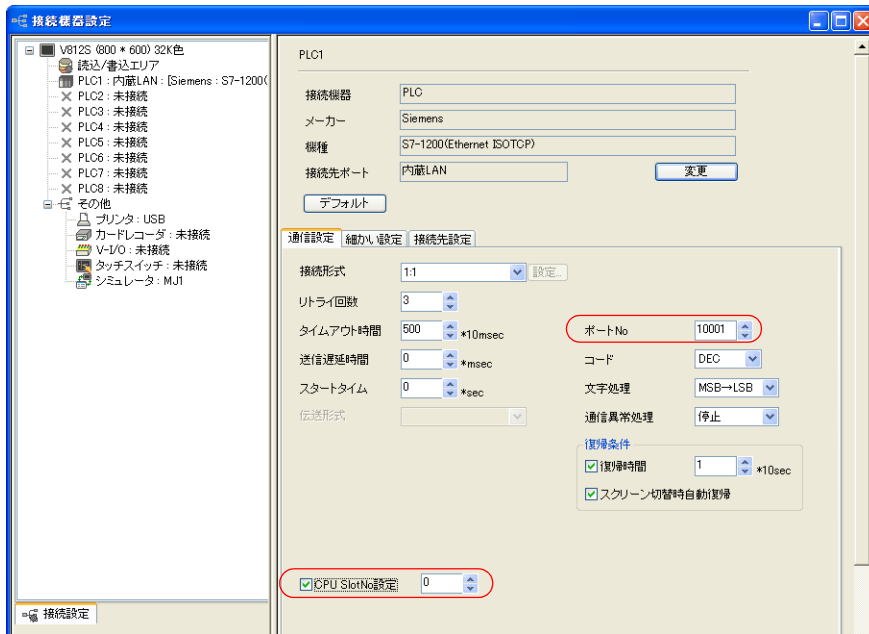 接続機器設定
V812S (800 * 600) 32K色
読込/書込エリア
PLC1 : 内蔵LAN : [Siemens : S7-1200(
PLC2 : 未接続
PLC3 : 未接続
PLC4 : 未接続
PLC5 : 未接続
PLC6 : 未接続
PLC7 : 未接続
PLC8 : 未接続
その他
プリンタ : USB
カードレコーダ : 未接続
V-I/O : 未接続
タッチスイッチ : 未接続
シミュレータ : MJ1
接続設定
PLC1
接続機器 PLC
メーカー Siemens
機種 S7-1200(Ethernet ISOTCP)
接続先ポート 内蔵LAN 変更
デフォルト
通信設定 細かい設定 接続先設定
接続形式 1:1 設定...
リトライ回数 3
タイムアウト時間 500 *10msec ポートNo 10001
送信遅延時間 0 *msec コード DEC
スタートタイム 0 *sec 文字処理 MSB→LSB
伝送形式 通信異常処理 停止
復帰条件
復帰時間 1 *10sec
スクリーン切替時自動復帰
CPU SlotNo設定 0